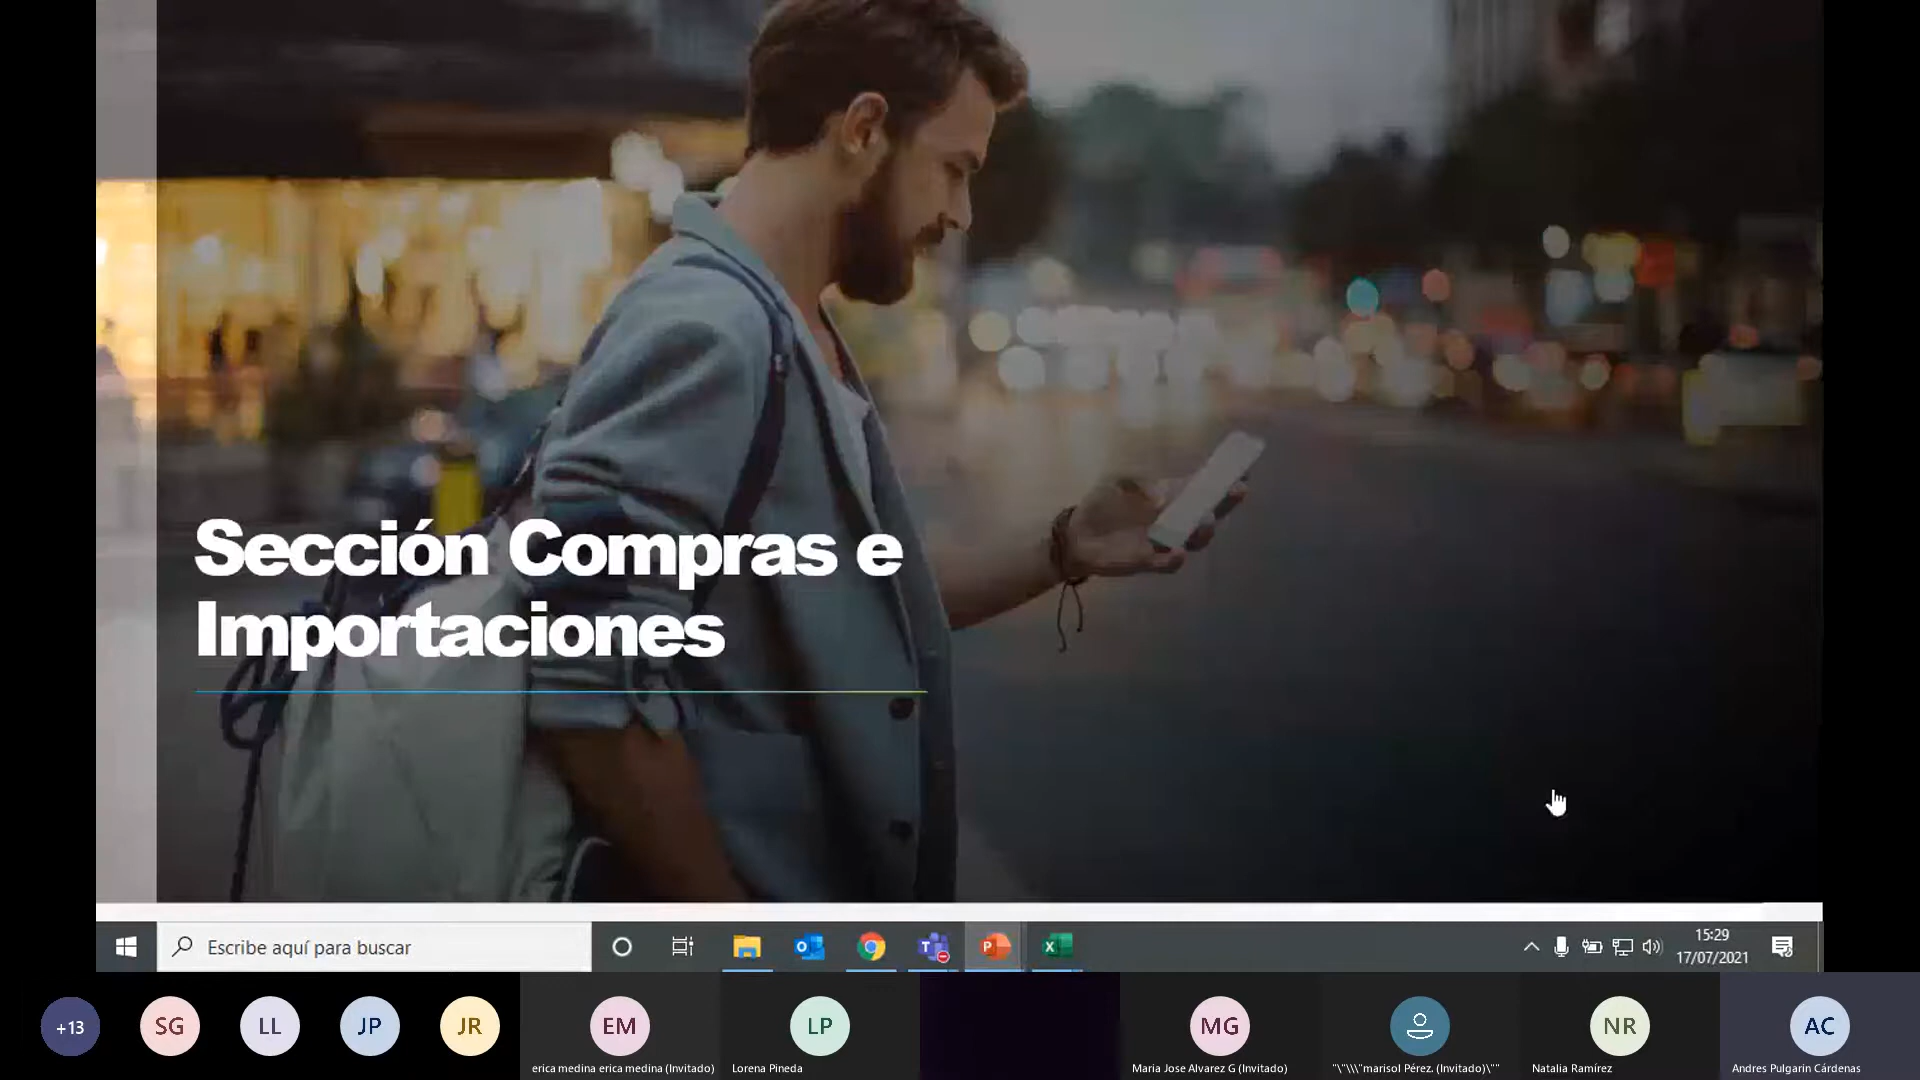 Sección Compras e
Importaciones
Escribe aquí para buscar
15:29
17/07/2021
+13
SG
LL
JP
JR
EM
LP
MG
NR
AC
erica medina erica medina (Invitado)
Lorena Pineda
Maria Jose Alvarez G (Invitado)
"\"\\\"marisol Pérez. (Invitado)\""
Natalia Ramírez
Andres Pulgarin Cárdenas